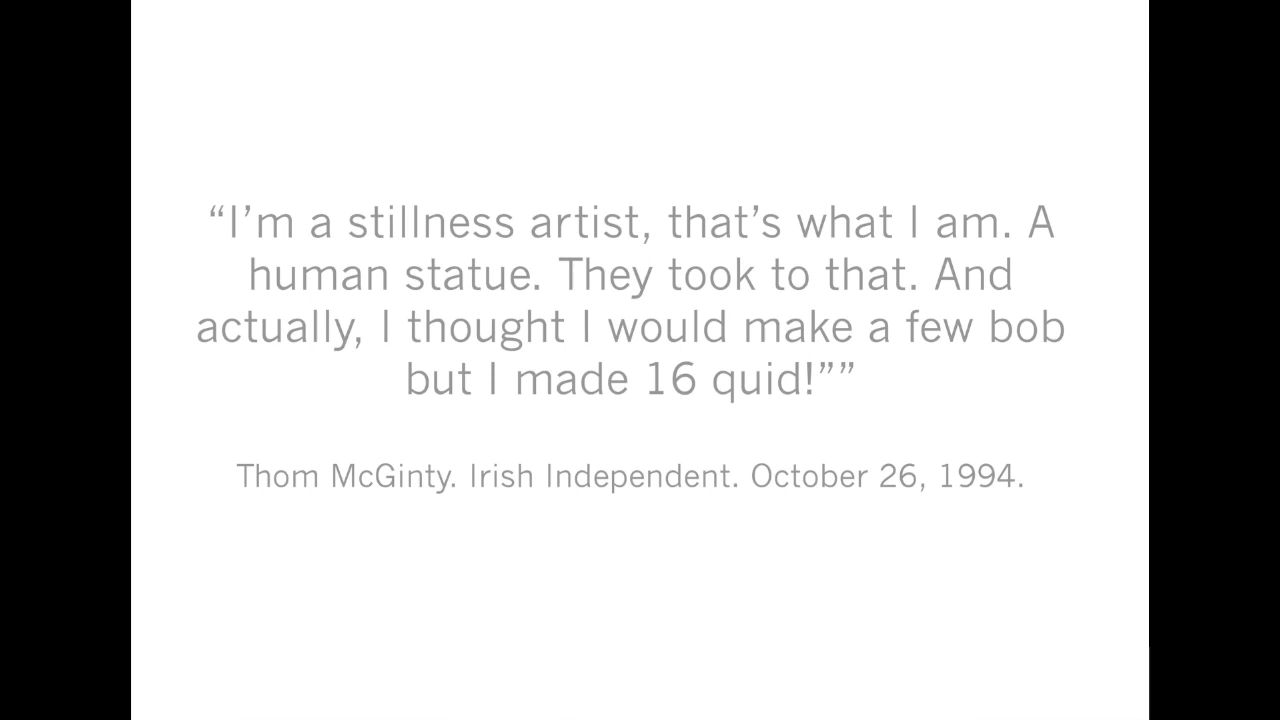 “I’m a stillness artist, that’s what I am. A
human statue. They took to that. And
actually, I thought I would make a few bob
but I made 16 quid!””
Thom McGinty. Irish Independent. October 26, 1994.